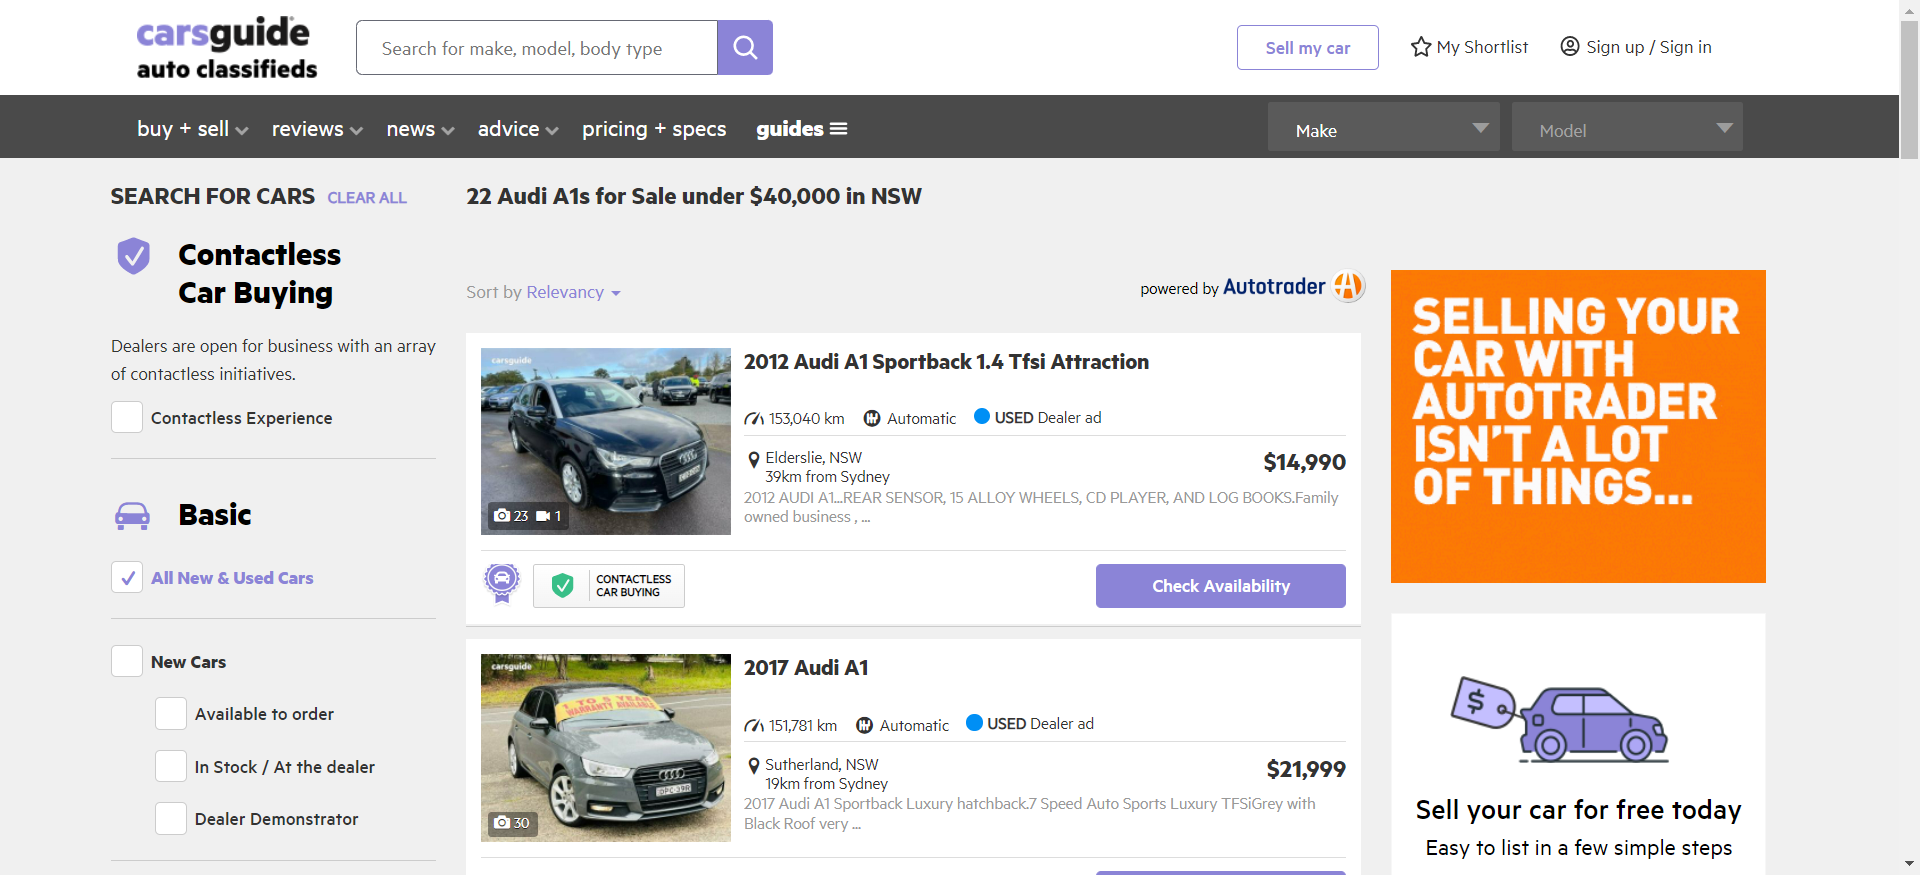 carsguide
auto classifieds
Search for make, model, body type
Sell my car
My Shortlist
Sign up / Sign in
buy + sell
reviews
news
advice
pricing + specs
guides
Make
Model
SEARCH FOR CARS CLEAR ALL
Contactless
Car Buying
Dealers are open for business with an array
of contactless initiatives.
Contactless Experience
Basic
All New & Used Cars
New Cars
Available to order
In Stock / At the dealer
Dealer Demonstrator
22 Audi A1s for Sale under $40,000 in NSW
Sort by Relevancy
powered by Autotrader
carsguide
23 1
2012 Audi A1 Sportback 1.4 Tfsi Attraction
153,040 km Automatic USED Dealer ad
Elderslie, NSW
39km from Sydney
$14,990
2012 AUDI A1...REAR SENSOR, 15 ALLOY WHEELS, CD PLAYER, AND LOG BOOKS.Family
owned business , ...
CONTACTLESS
CAR BUYING
Check Availability
carsguide
1 TO 5 YEAR
WARRANTY AVAILABLE
30
2017 Audi A1
151,781 km Automatic USED Dealer ad
Sutherland, NSW
19km from Sydney
$21,999
2017 Audi A1 Sportback Luxury hatchback.7 Speed Auto Sports Luxury TFSiGrey with
Black Roof very ...
SELLING YOUR
CAR WITH
AUTOTRADER
ISN'T A LOT
OF THINGS...
$
Sell your car for free today
Easy to list in a few simple steps